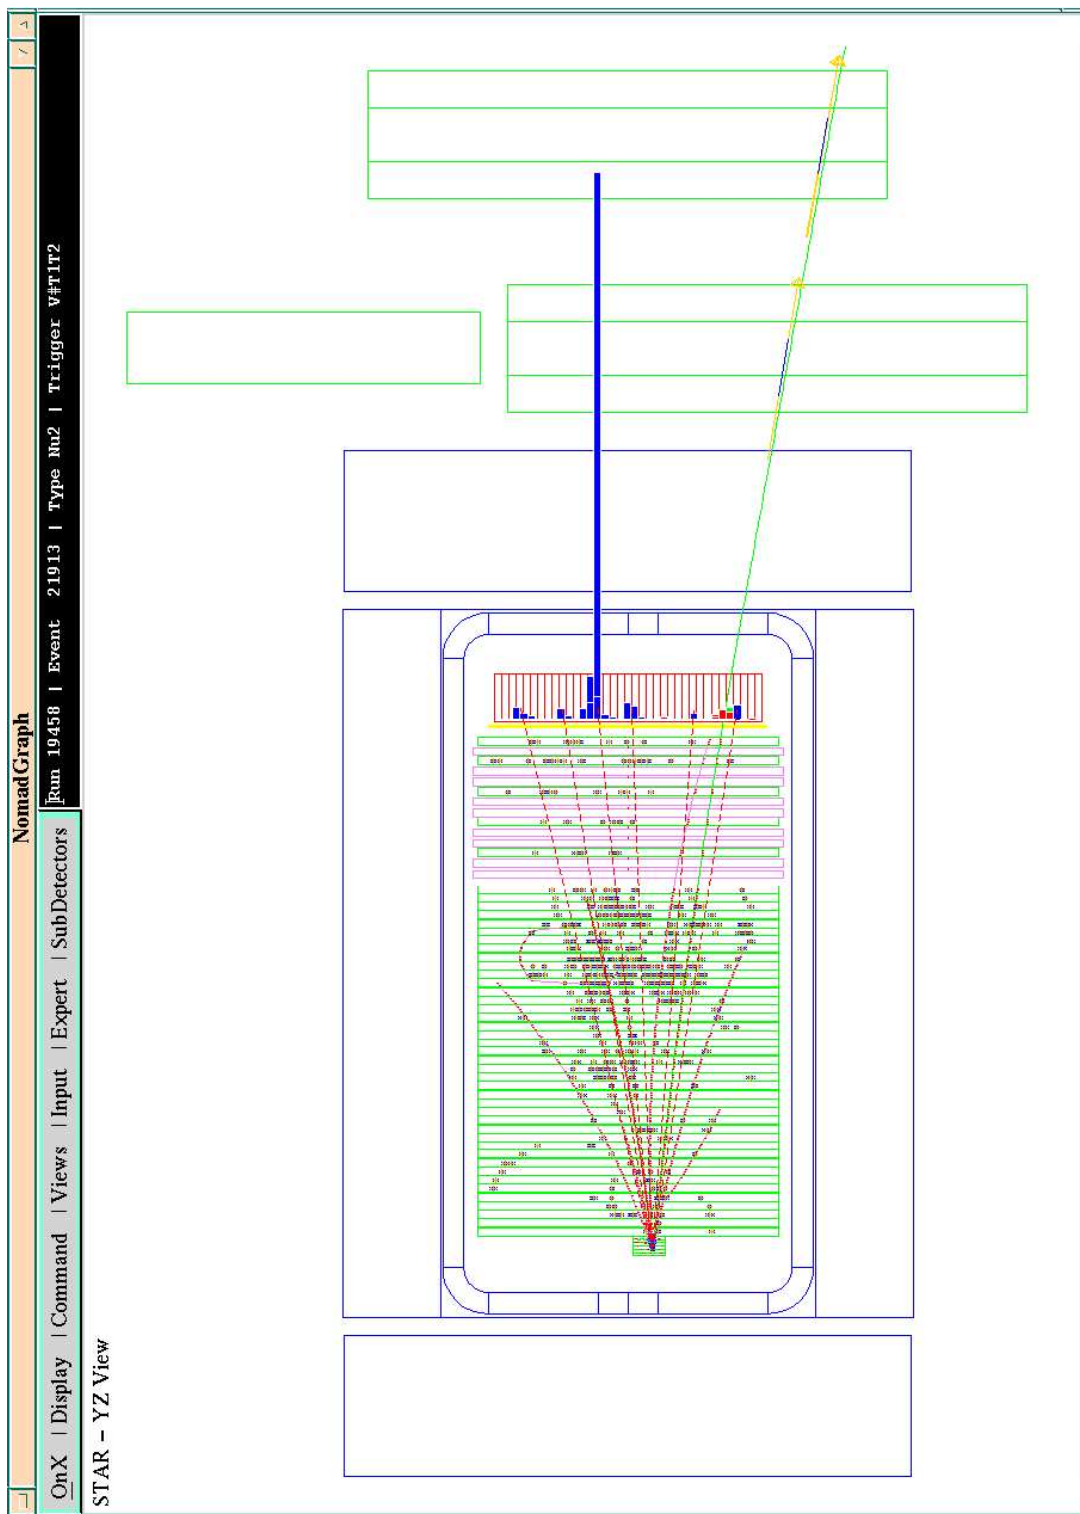 NomadGraph
OnX | Display | Command | Views | Input | Expert | SubDetectors
Run 19458 | Event 21913 | Type Nu2 | Trigger V#T1T2
STAR – YZ View